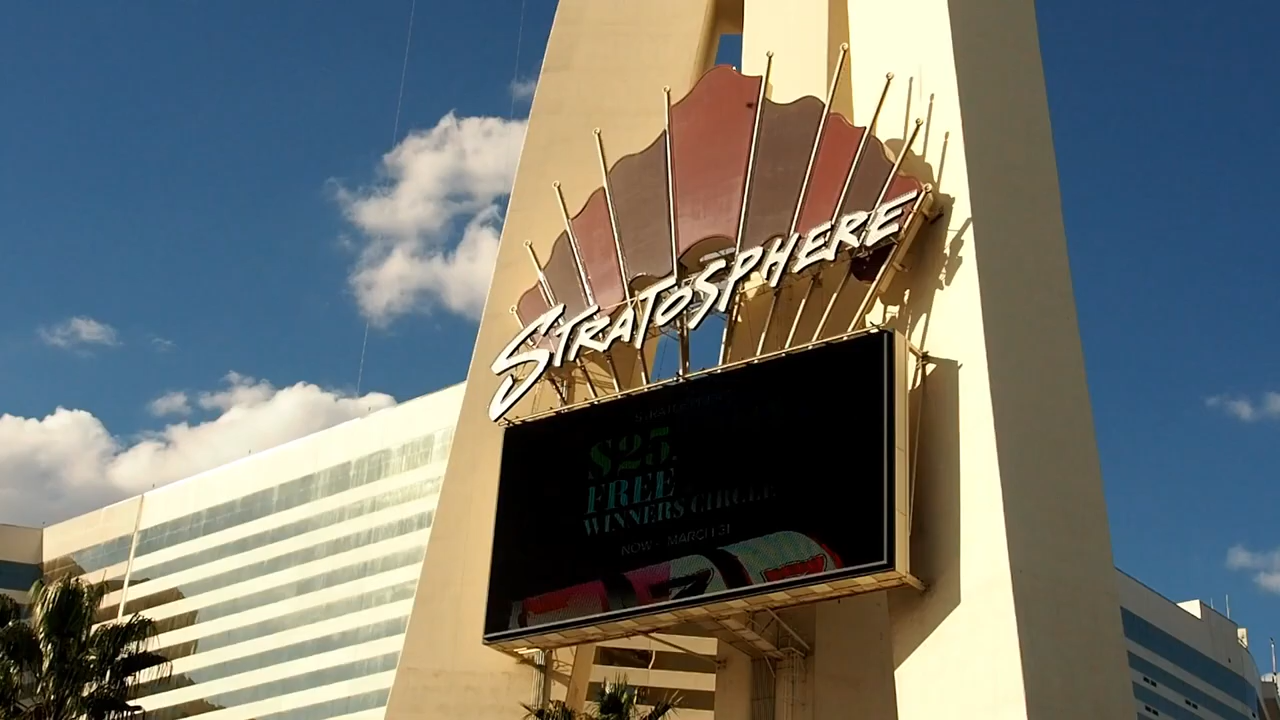 STRATOSPHERE
$25
FREE
WINNERS CIRCLE
NOW - MARCH 31